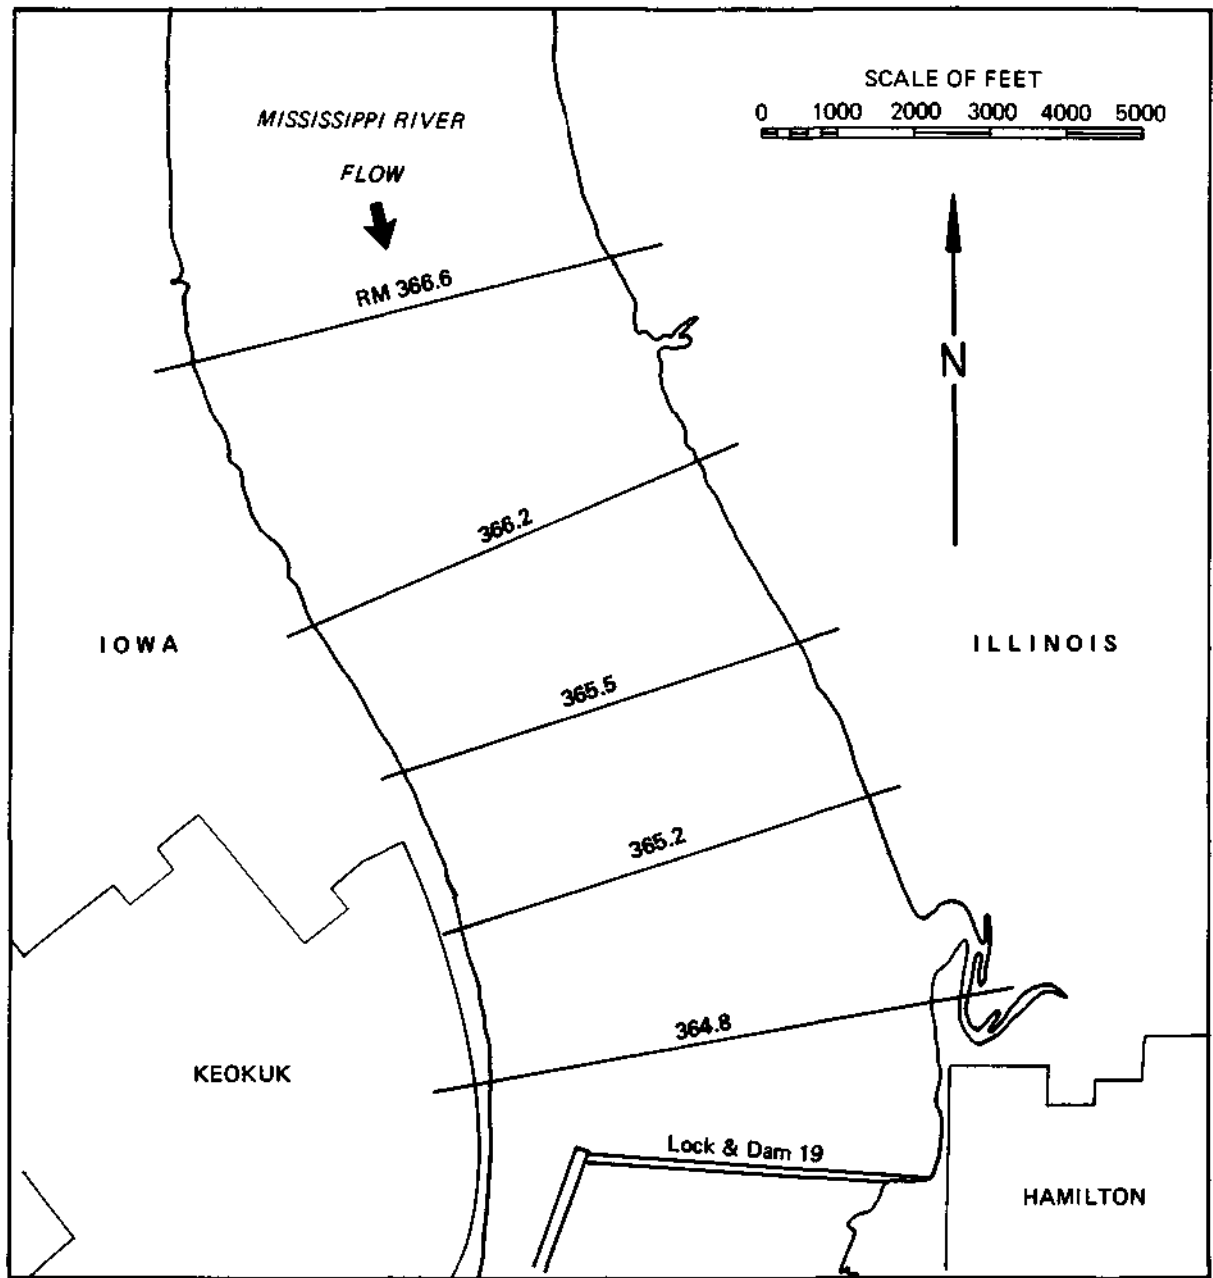 SCALE OF FEET
0 1000 2000 3000 4000 5000
MISSISSIPPI RIVER
FLOW
RM 366.6
N
366.2
IOWA
ILLINOIS
365.5
365.2
364.8
KEOKUK
Lock & Dam 19
HAMILTON